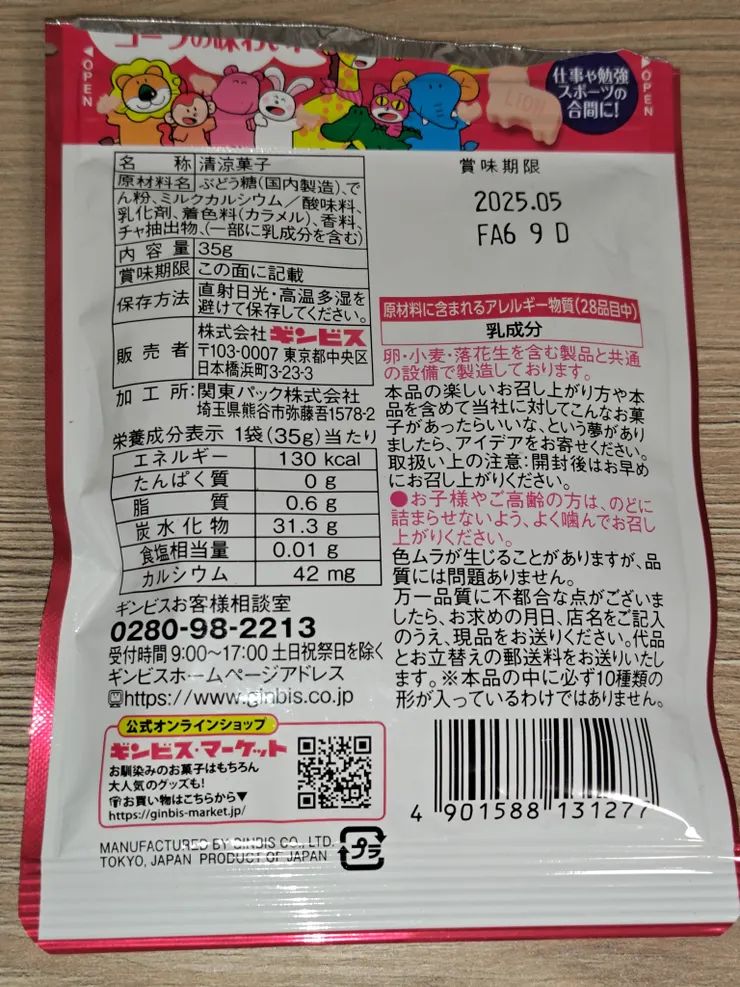 コーラの味わい
OPEN
仕事や勉強
スポーツの
合間に!
LION
OPEN
名 称 清涼菓子
原材料名 ぶどう糖(国内製造)、で
ん粉、ミルクカルシウム/酸味料、
乳化剤、着色料(カラメル)、香料、
チャ抽出物、(一部に乳成分を含む)
内容量 35g
賞味期限 この面に記載
保存方法 直射日光・高温多湿を
避けて保存してください。
販売者 株式会社ギンビス
〒103-0007 東京都中央区
日本橋浜町3-23-3
加工所:関東パック株式会社
埼玉県熊谷市弥藤吾1578-2
栄養成分表示 1袋(35g)当たり
エネルギー 130 kcal
たんぱく質 0 g
脂質 0.6 g
炭水化物 31.3 g
食塩相当量 0.01 g
カルシウム 42 mg
ギンビスお客様相談室
0280-98-2213
受付時間 9:00〜17:00 土日祝祭日を除く
ギンビスホームページアドレス
https://www.ginbis.co.jp
公式オンラインショップ
ギンビス・マーケット
お馴染みのお菓子はもちろん
大人気のグッズも!
お買い物はこちらから▼
https://ginbis-market.jp/
MANUFACTURED BY GINBIS CO., LTD.
TOKYO, JAPAN PRODUCT OF JAPAN
プラ
賞味期限
2025.05
FA6 9 D
原材料に含まれるアレルギー物質(28品目中)
乳成分
卵・小麦・落花生を含む製品と共通
の設備で製造しております。
本品の楽しいお召し上がり方や本
品を含めて当社に対してこんなお菓
子があったらいいな、という夢があり
ましたら、アイデアをお寄せください。
取扱い上の注意:開封後はお早め
にお召し上がりください。
●お子様やご高齢の方は、のどに
詰まらせないよう、よく噛んでお召し
上がりください。
色ムラが生じることがありますが、品
質には問題ありません。
万一品質に不都合な点がございま
したら、お求めの月日、店名をご記入
のうえ、現品をお送りください。代品
とお立替えの郵送料をお送りいたし
ます。※本品の中に必ず10種類の
形が入っているわけではありません。
4 901588 131277